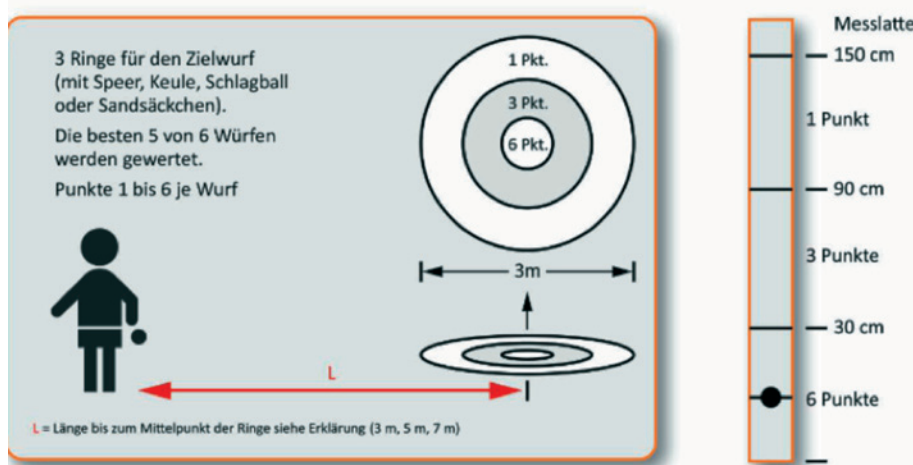 3 Ringe für den Zielwurf
(mit Speer, Keule, Schlagball
oder Sandsäckchen).
Die besten 5 von 6 Würfen
werden gewertet.
Punkte 1 bis 6 je Wurf
1 Pkt.
3 Pkt.
6 Pkt.
3m
L
L = Länge bis zum Mittelpunkt der Ringe siehe Erklärung (3 m, 5 m, 7 m)
Messlatte
150 cm
1 Punkt
90 cm
3 Punkte
30 cm
6 Punkte